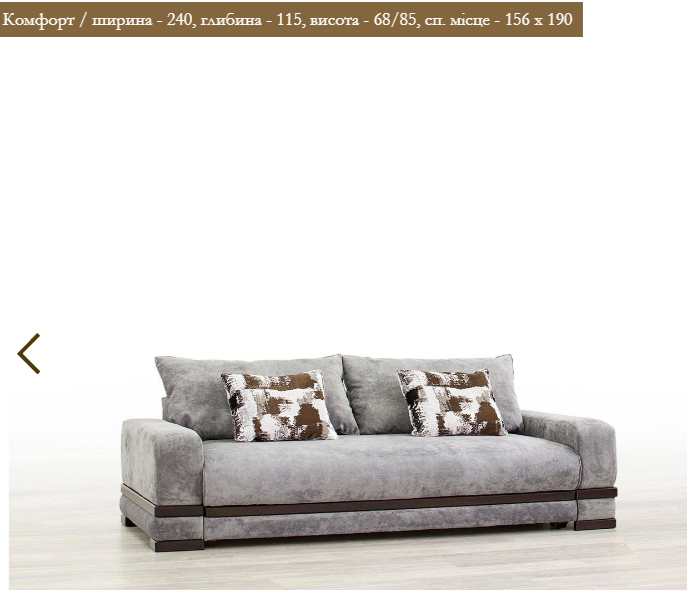 Комфорт / ширина - 240, глибина - 115, висота - 68/85, сп. місце - 156 x 190